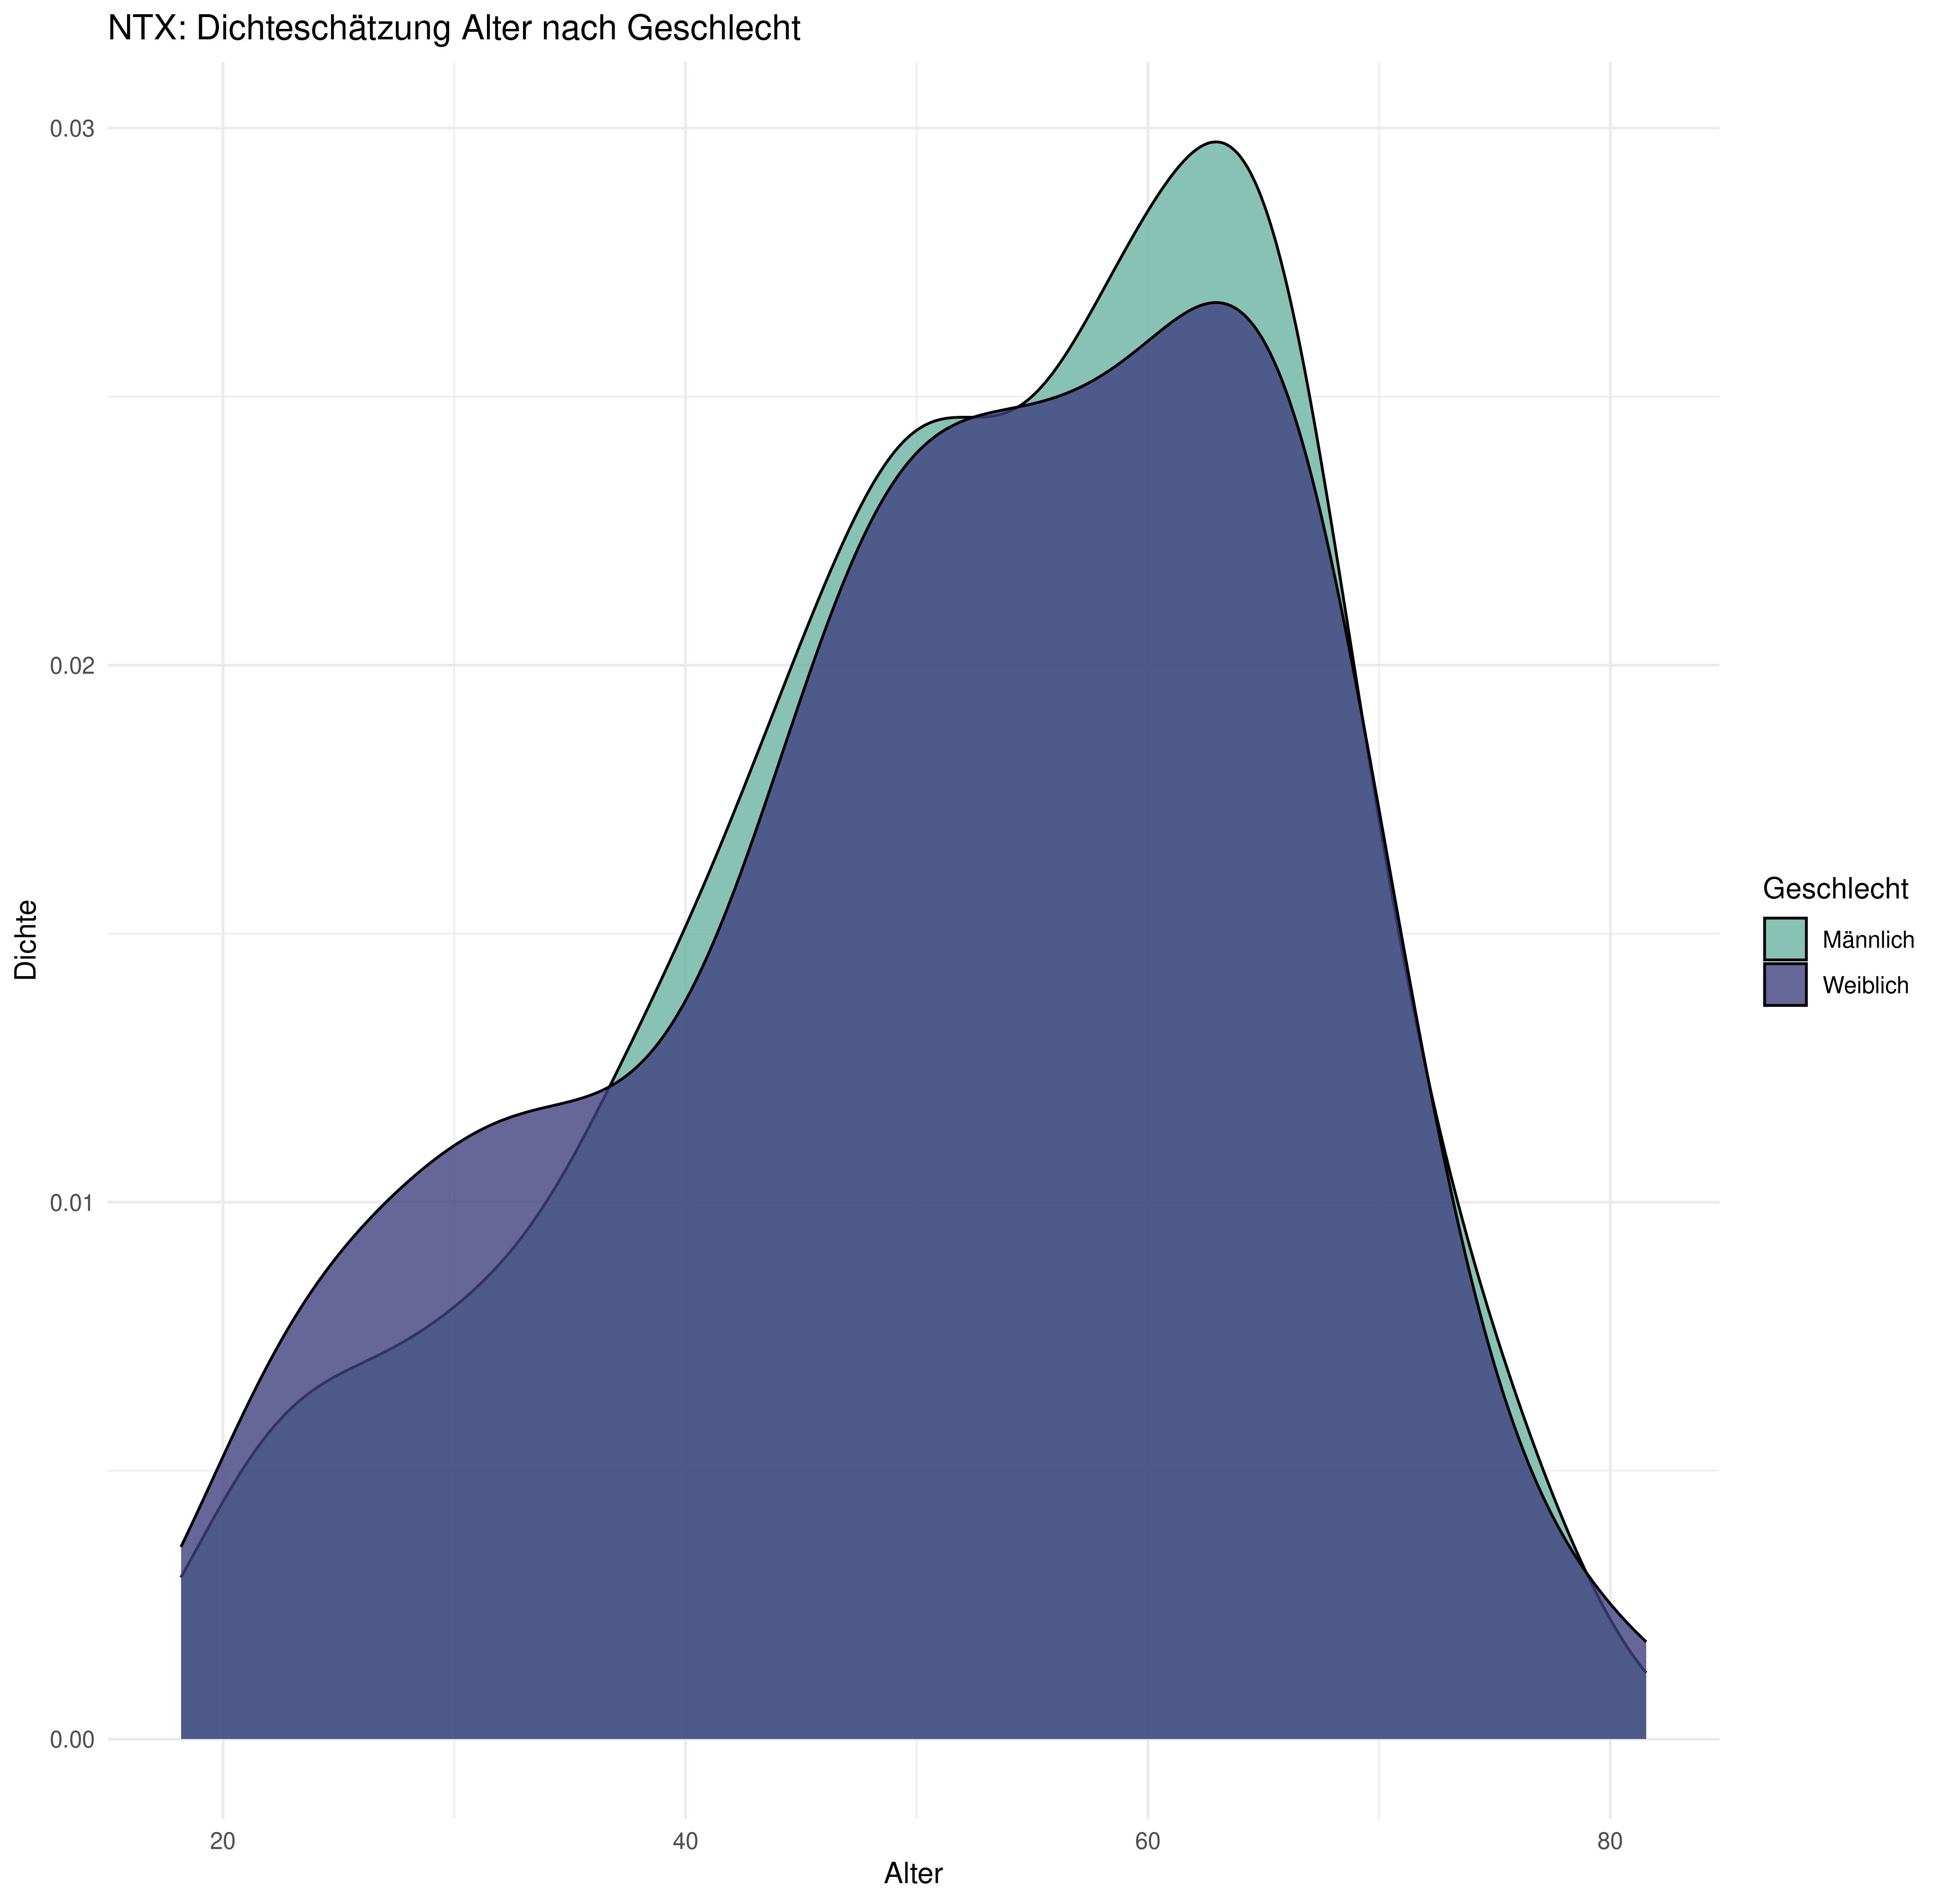 NTX: Dichteschätzung Alter nach Geschlecht
0.03
0.02
0.01
0.00
Dichte
20 40 60 80
Alter
Geschlecht
Männlich
Weiblich